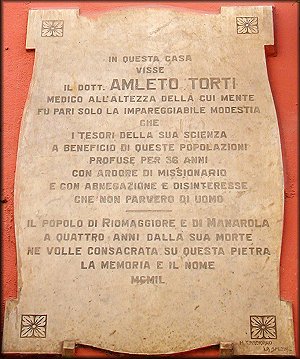 IN QUESTA CASA
VISSE
IL DOTT. AMLETO TORTI
MEDICO ALL'ALTEZZA DELLA CUI MENTE
FU PARI SOLO LA IMPAREGGIABILE MODESTIA
CHE
I TESORI DELLA SUA SCIENZA
A BENEFICIO DI QUESTE POPOLAZIONI
PROFUSE PER 36 ANNI
CON ARDORE DI MISSIONARIO
E CON ABNEGAZIONE E DISINTERESSE
CHE NON PARVERO DI UOMO
IL POPOLO DI RIOMAGGIORE E DI MANAROLA
A QUATTRO ANNI DALLA SUA MORTE
NE VOLLE CONSACRATA SU QUESTA PIETRA
LA MEMORIA E IL NOME
MCMIL
LA SPEZIA